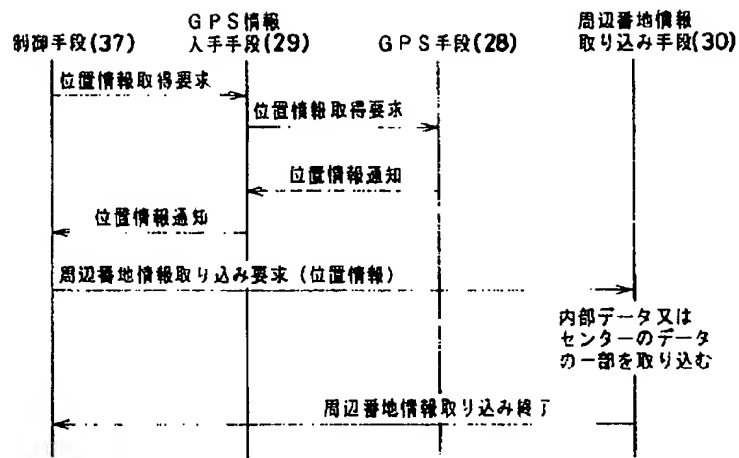 制御手段(37)
GPS情報
入手手段(29)
GPS手段(28)
周辺番地情報
取り込み手段(30)
位置情報取得要求
位置情報取得要求
位置情報通知
位置情報通知
周辺番地情報取り込み要求(位置情報)
内部データ又は
センターのデータ
の一部を取り込む
周辺番地情報取り込み終了